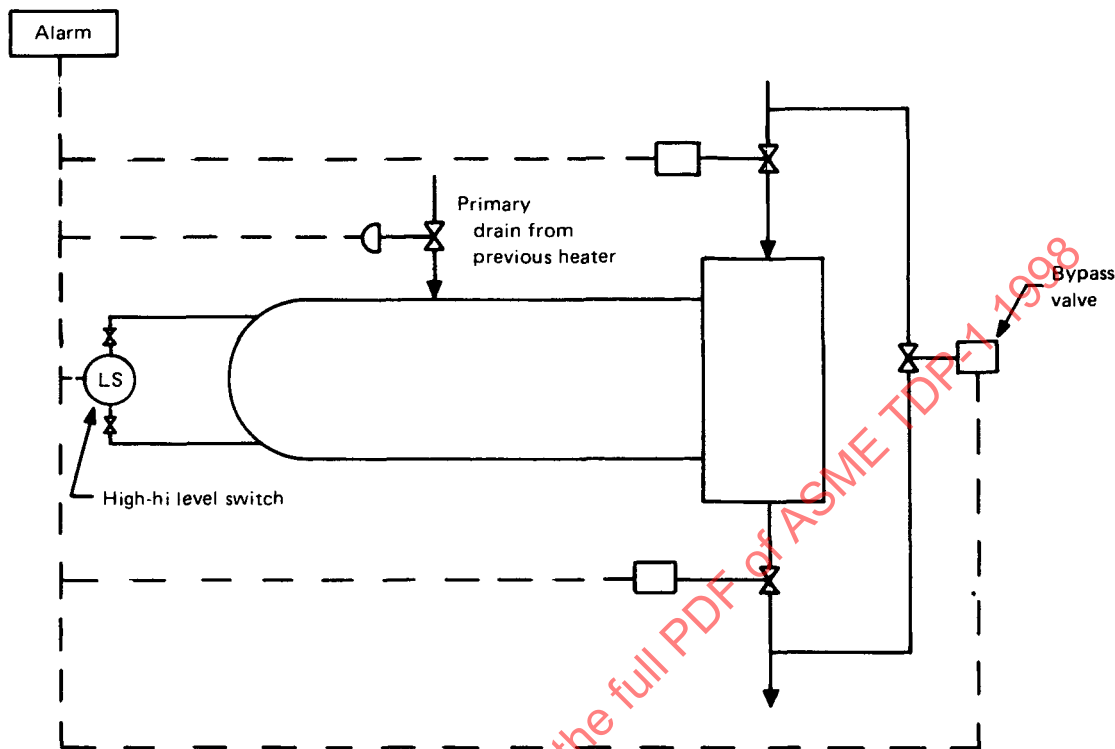 Alarm
Primary
drain from
previous heater
Bypass
valve
LS
High-hi level switch
the full PDF of ASME TDP-1 1998